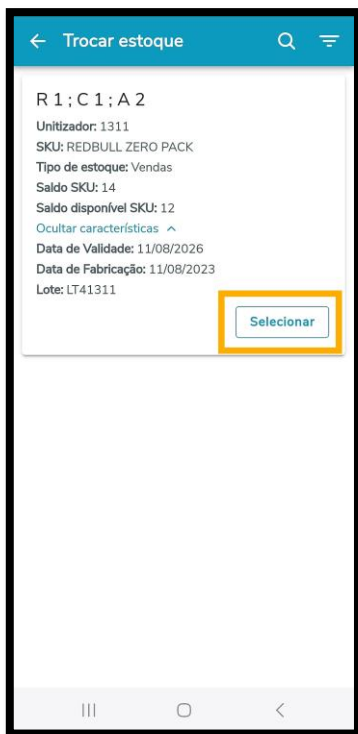 Trocar estoque
R 1 ; C 1 ; A 2
Unitizador: 1311
SKU: REDBULL ZERO PACK
Tipo de estoque: Vendas
Saldo SKU: 14
Saldo disponível SKU: 12
Ocultar características
Data de Validade: 11/08/2026
Data de Fabricação: 11/08/2023
Lote: LT41311
Selecionar